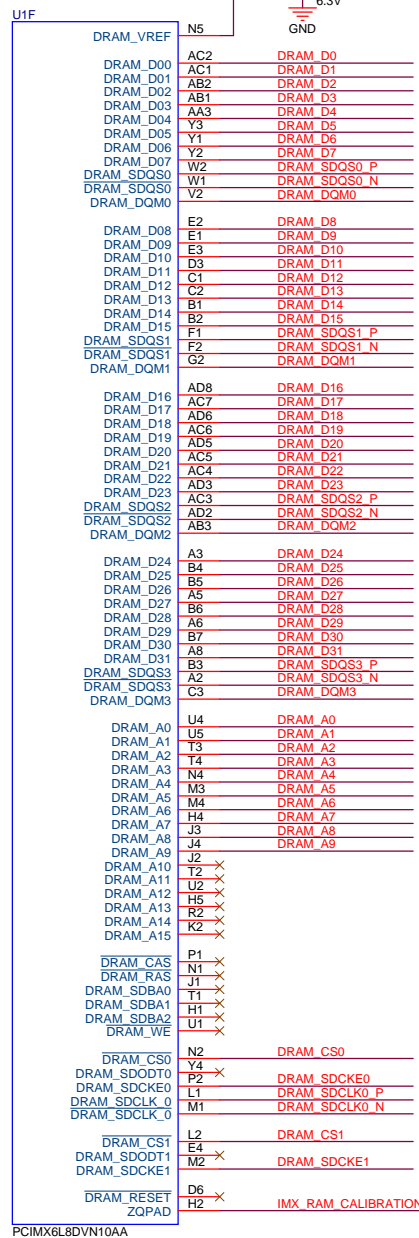 6.3V
GND
U1F
DRAM_VREF N5
DRAM_D00 AC2 DRAM_D0
DRAM_D01 AC1 DRAM_D1
DRAM_D02 AB2 DRAM_D2
DRAM_D03 AB1 DRAM_D3
DRAM_D04 AA3 DRAM_D4
DRAM_D05 Y3 DRAM_D5
DRAM_D06 Y1 DRAM_D6
DRAM_D07 Y2 DRAM_D7
DRAM_SDQS0 W2 DRAM_SDQS0_P
DRAM_SDQS0 W1 DRAM_SDQS0_N
DRAM_DQM0 V2 DRAM_DQM0
DRAM_D08 E2 DRAM_D8
DRAM_D09 E1 DRAM_D9
DRAM_D10 E3 DRAM_D10
DRAM_D11 D3 DRAM_D11
DRAM_D12 C1 DRAM_D12
DRAM_D13 C2 DRAM_D13
DRAM_D14 B1 DRAM_D14
DRAM_D15 B2 DRAM_D15
DRAM_SDQS1 F1 DRAM_SDQS1_P
DRAM_SDQS1 F2 DRAM_SDQS1_N
DRAM_DQM1 G2 DRAM_DQM1
DRAM_D16 AD8 DRAM_D16
DRAM_D17 AC7 DRAM_D17
DRAM_D18 AD6 DRAM_D18
DRAM_D19 AC6 DRAM_D19
DRAM_D20 AD5 DRAM_D20
DRAM_D21 AC5 DRAM_D21
DRAM_D22 AC4 DRAM_D22
DRAM_D23 AD3 DRAM_D23
DRAM_SDQS2 AC3 DRAM_SDQS2_P
DRAM_SDQS2 AD2 DRAM_SDQS2_N
DRAM_DQM2 AB3 DRAM_DQM2
DRAM_D24 A3 DRAM_D24
DRAM_D25 B4 DRAM_D25
DRAM_D26 B5 DRAM_D26
DRAM_D27 A5 DRAM_D27
DRAM_D28 B6 DRAM_D28
DRAM_D29 A6 DRAM_D29
DRAM_D30 B7 DRAM_D30
DRAM_D31 A8 DRAM_D31
DRAM_SDQS3 B3 DRAM_SDQS3_P
DRAM_SDQS3 A2 DRAM_SDQS3_N
DRAM_DQM3 C3 DRAM_DQM3
DRAM_A0 U4 DRAM_A0
DRAM_A1 U5 DRAM_A1
DRAM_A2 T3 DRAM_A2
DRAM_A3 T4 DRAM_A3
DRAM_A4 N4 DRAM_A4
DRAM_A5 M3 DRAM_A5
DRAM_A6 M4 DRAM_A6
DRAM_A7 H4 DRAM_A7
DRAM_A8 J3 DRAM_A8
DRAM_A9 J4 DRAM_A9
DRAM_A10 J2
DRAM_A11 T2
DRAM_A12 U2
DRAM_A13 H5
DRAM_A14 R2
DRAM_A15 K2
DRAM_CAS P1
DRAM_RAS N1
DRAM_SDBA0 J1
DRAM_SDBA1 T1
DRAM_SDBA2 H1
DRAM_WE U1
DRAM_CS0 N2 DRAM_CS0
DRAM_SDODT0 Y4
DRAM_SDCKE0 P2 DRAM_SDCKE0
DRAM_SDCLK_0 L1 DRAM_SDCLK0_P
DRAM_SDCLK_0 M1 DRAM_SDCLK0_N
DRAM_CS1 L2 DRAM_CS1
DRAM_SDODT1 E4
DRAM_SDCKE1 M2 DRAM_SDCKE1
DRAM_RESET D6
ZQPAD H2 IMX_RAM_CALIBRATION
PCIMX6L8DVN10AA